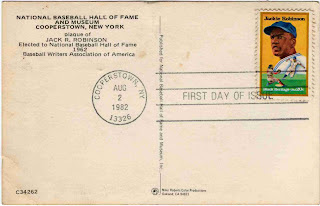 NATIONAL BASEBALL HALL OF FAME
AND MUSEUM
COOPERSTOWN, NEW YORK
plaque of
JACK R. ROBINSON
Elected to National Baseball Hall of Fame
1962
Baseball Writers Association of America
Jackie Robinson
COOPERSTOWN, NY
AUG
2
1982
13326
FIRST DAY OF ISSUE
C34262